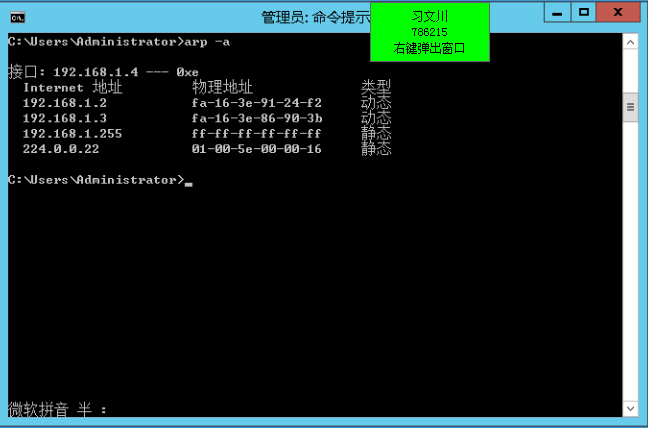 管理员: 命令提示
习文川
786215
右键弹出窗口
C:\Users\Administrator>arp -a
接口: 192.168.1.4 --- 0xe
Internet 地址 物理地址 类型
192.168.1.2 fa-16-3e-91-24-f2 动态
192.168.1.3 fa-16-3e-86-90-3b 动态
192.168.1.255 ff-ff-ff-ff-ff-ff 静态
224.0.0.22 01-00-5e-00-00-16 静态
C:\Users\Administrator>
微软拼音 半 :